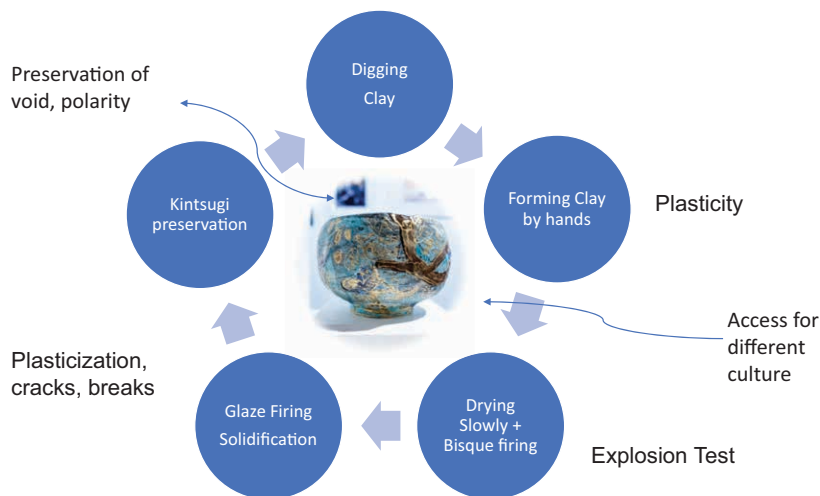 Preservation of
void, polarity
Digging
Clay
Kintsugi
preservation
Forming Clay
by hands
Plasticity
Access for
different
culture
Plasticization,
cracks, breaks
Glaze Firing
Solidification
Drying
Slowly +
Bisque firing
Explosion Test